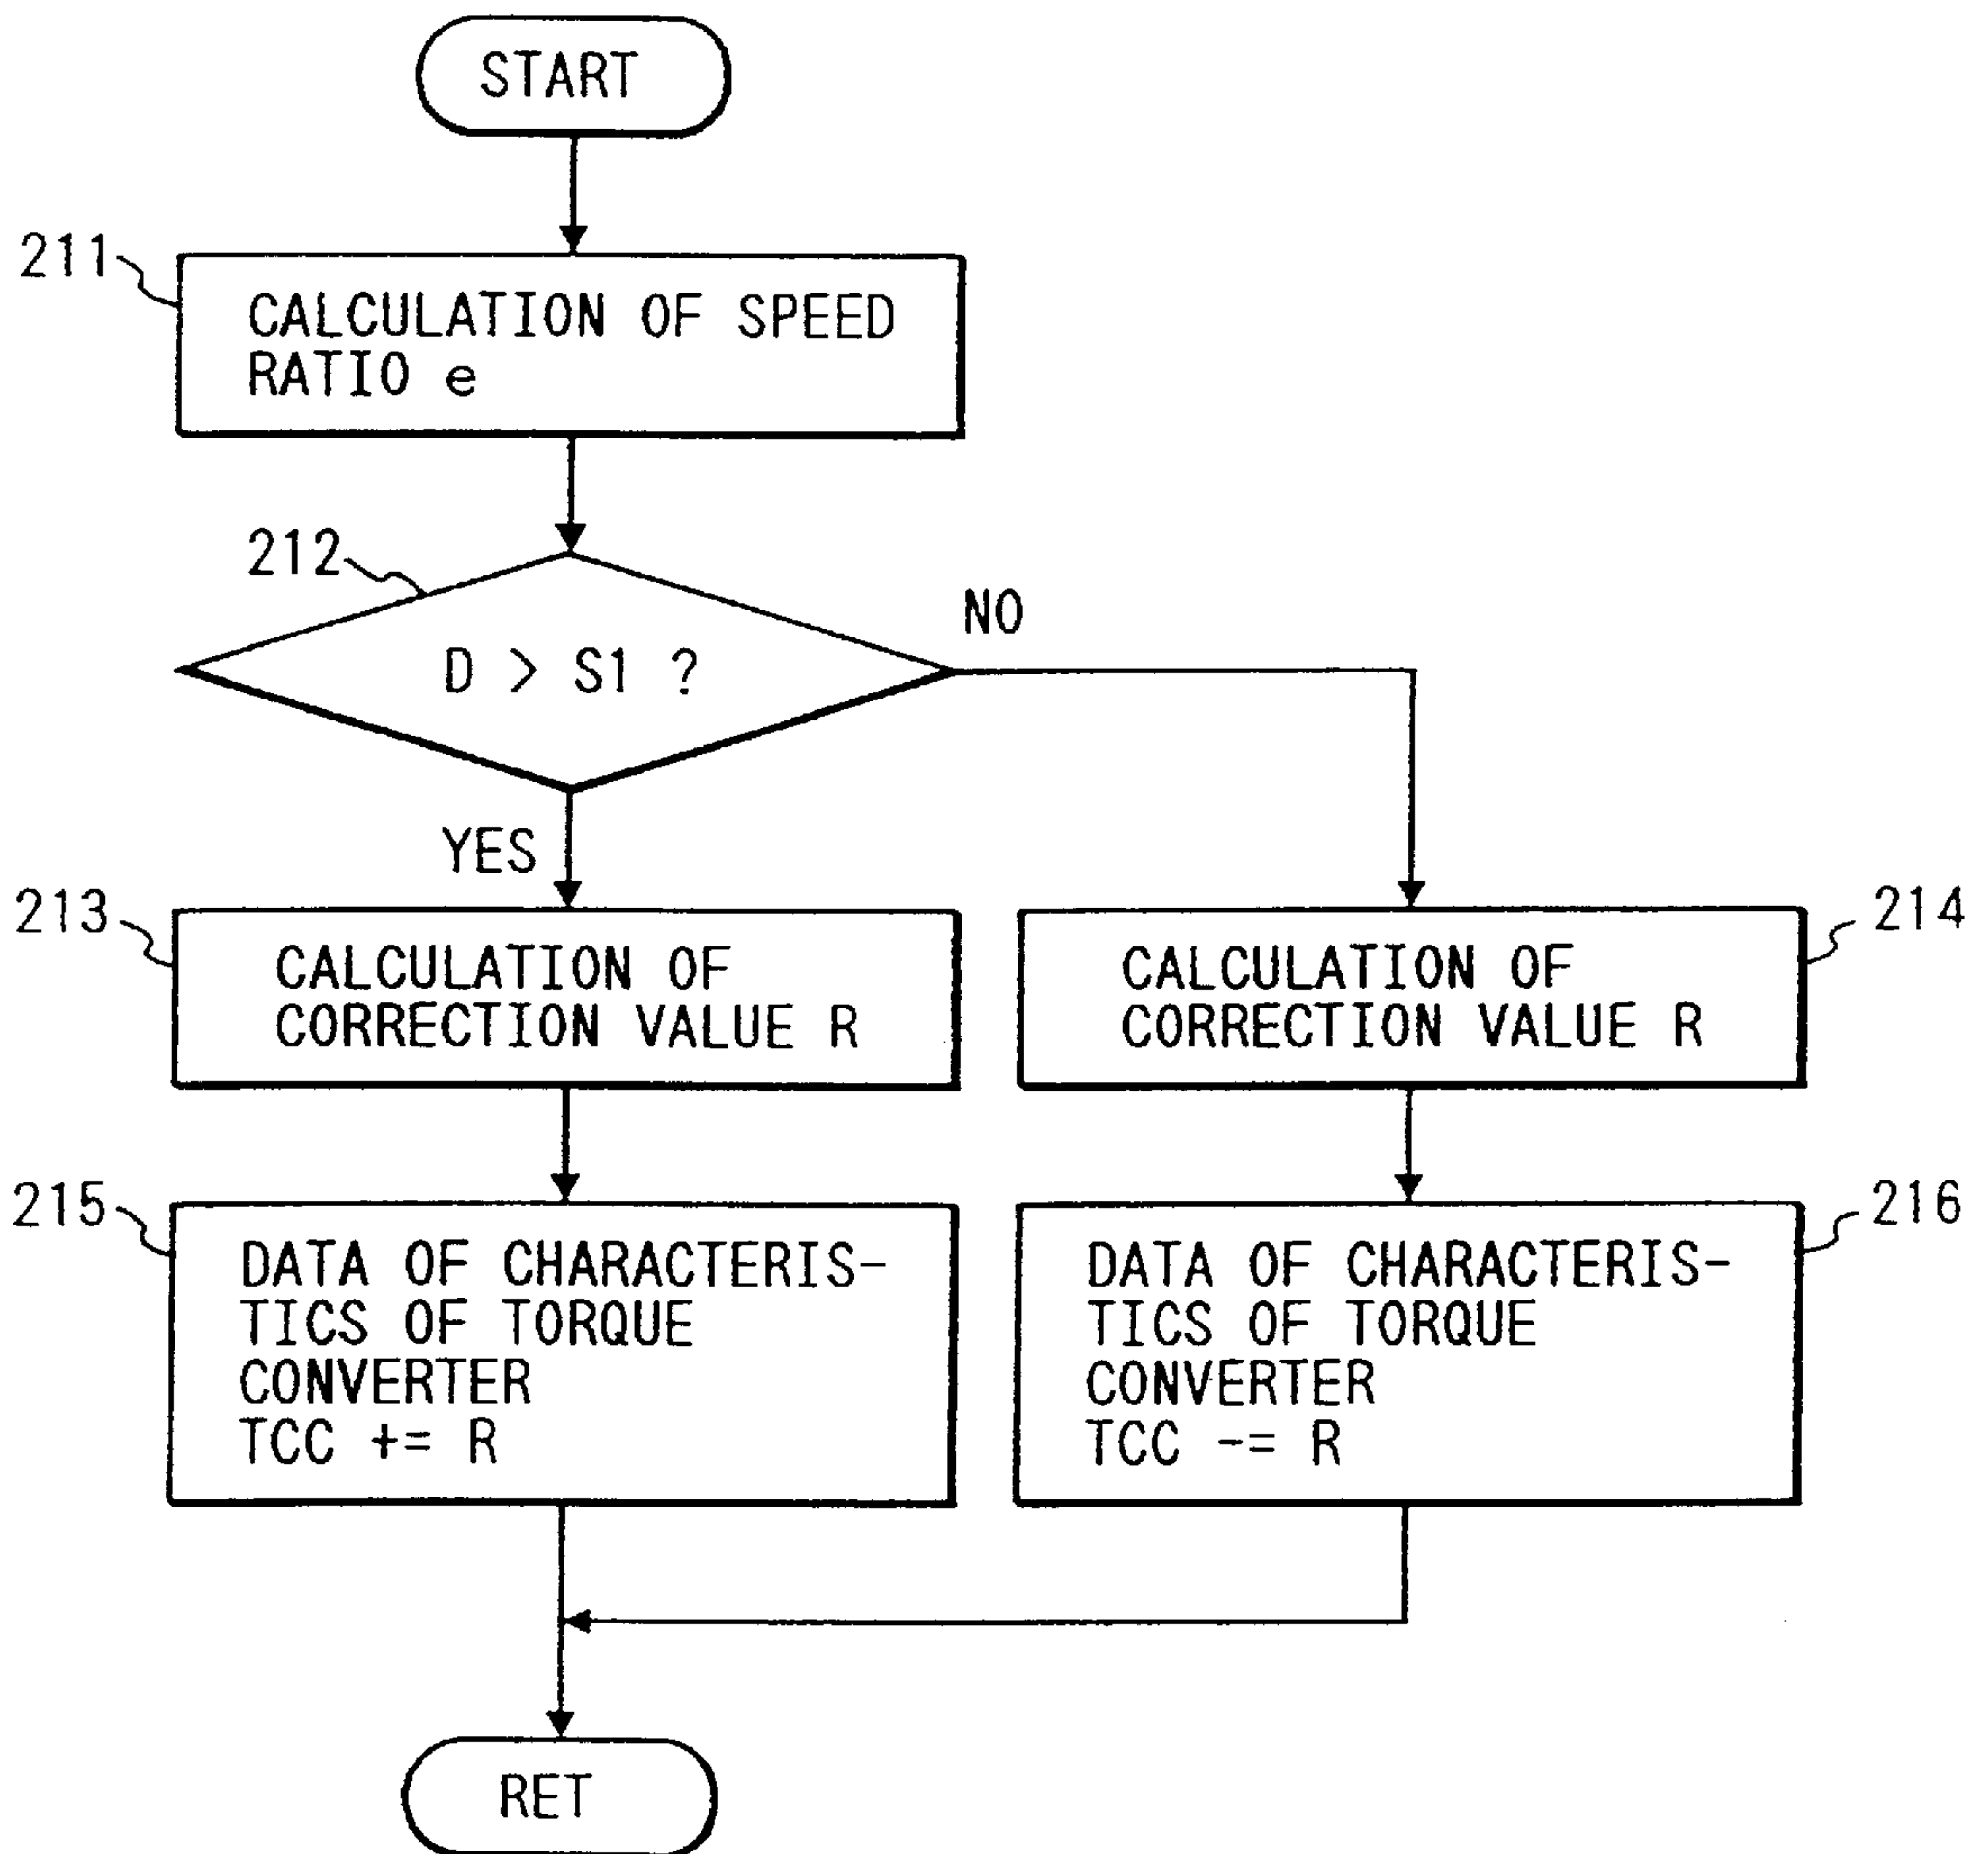 START
211
CALCULATION OF SPEED
RATIO e
212
D > S1 ?
NO
YES
213
CALCULATION OF
CORRECTION VALUE R
214
CALCULATION OF
CORRECTION VALUE R
215
DATA OF CHARACTERIS-
TICS OF TORQUE
CONVERTER
TCC += R
216
DATA OF CHARACTERIS-
TICS OF TORQUE
CONVERTER
TCC -= R
RET